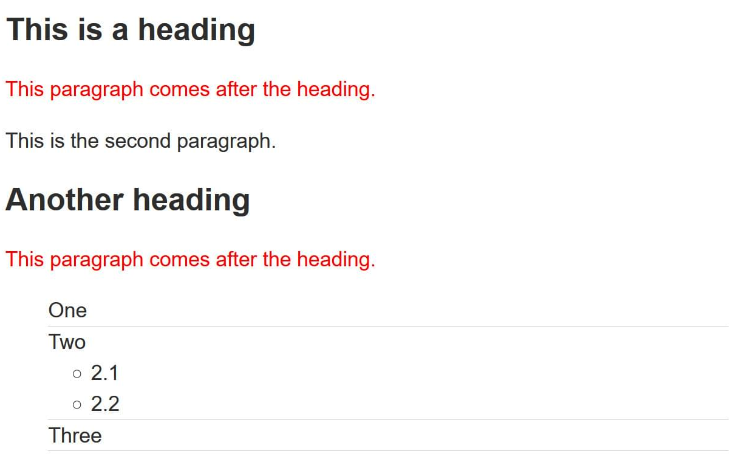 This is a heading
This paragraph comes after the heading.
This is the second paragraph.
Another heading
This paragraph comes after the heading.
One
Two
2.1
2.2
Three